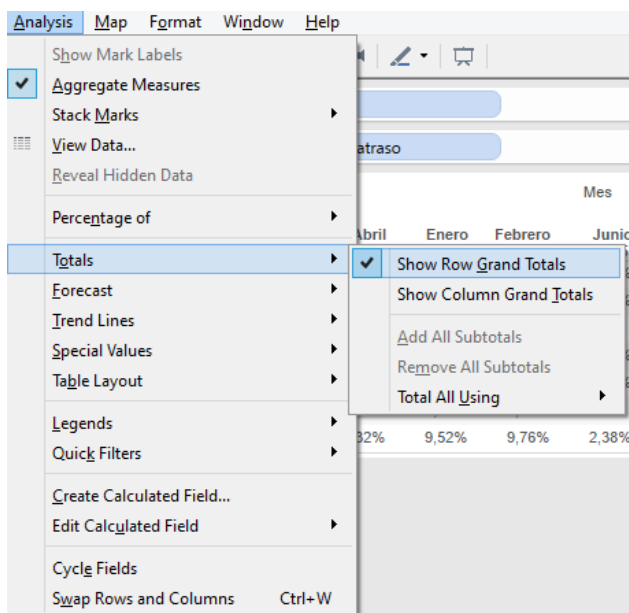 Analysis Map Format Window Help
Show Mark Labels
Aggregate Measures
Stack Marks
View Data...
Reveal Hidden Data
Percentage of
Totals
Forecast
Trend Lines
Special Values
Table Layout
Legends
Quick Filters
Create Calculated Field...
Edit Calculated Field
Cycle Fields
Swap Rows and Columns Ctrl+W
atraso
Mes
Abril Enero Febrero Junio
Show Row Grand Totals
Show Column Grand Totals
Add All Subtotals
Remove All Subtotals
Total All Using
32% 9,52% 9,76% 2,38%